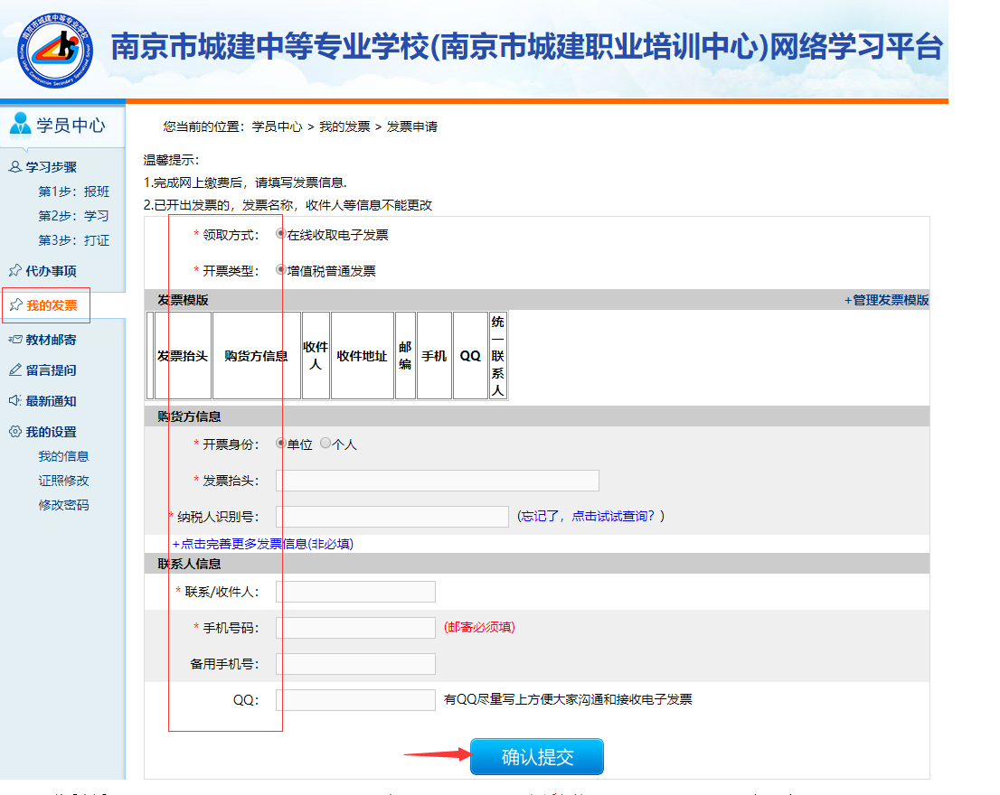 南京市城建中等专业学校(南京市城建职业培训中心)网络学习平台
学员中心
学习步骤
第1步：报班
第2步：学习
第3步：打证
代办事项
我的发票
教材邮寄
留言提问
最新通知
我的设置
我的信息
证照修改
修改密码
您当前的位置：学员中心 > 我的发票 > 发票申请
温馨提示：
1.完成网上缴费后，请填写发票信息.
2.已开出发票的，发票名称，收件人等信息不能更改
* 领取方式： 在线收取电子发票
* 开票类型： 增值税普通发票
发票模版 +管理发票模版
发票抬头 购货方信息 收件人 收件地址 邮编 手机 QQ 统一联系人
购货方信息
* 开票身份： 单位 个人
* 发票抬头：
* 纳税人识别号： (忘记了，点击试试查询？)
+点击完善更多发票信息(非必填)
联系人信息
* 联系/收件人：
* 手机号码： (邮寄必须填)
备用手机号：
QQ： 有QQ尽量写上方便大家沟通和接收电子发票
确认提交